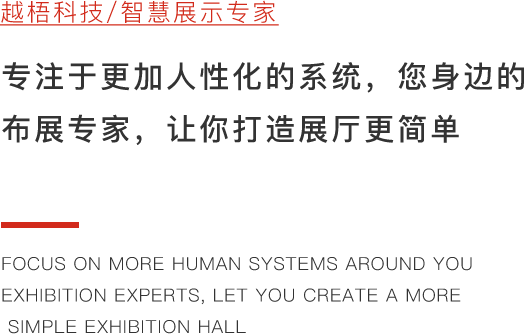 越梧科技/智慧展示专家
专注于更加人性化的系统，您身边的
布展专家，让你打造展厅更简单
FOCUS ON MORE HUMAN SYSTEMS AROUND YOU
EXHIBITION EXPERTS, LET YOU CREATE A MORE
SIMPLE EXHIBITION HALL